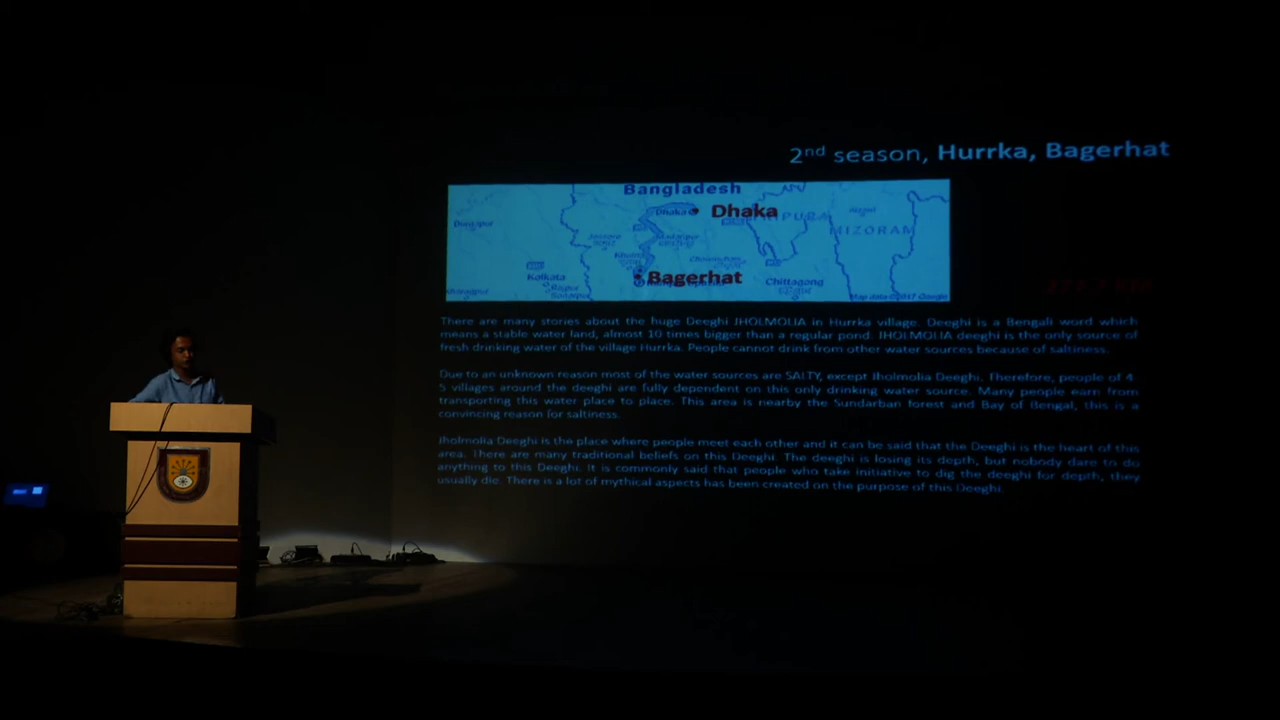 2nd season, Hurrka, Bagerhat
Bangladesh
Dhaka Dhaka
TRIPURA
MIZORAM
Bagerhat
Kolkata
Chittagong
Map data ©2017 Google
There are many stories about the huge Deeghi JHOLMOLIA in Hurrka village. Deeghi is a Bengali word which
means a stable water land, almost 10 times bigger than a regular pond. JHOLMOLIA deeghi is the only source of
fresh drinking water of the village Hurrka. People cannot drink from other water sources because of saltiness.
Due to an unknown reason most of the water sources are SALTY, except Jholmolia Deeghi. Therefore, people of 4-
5 villages around the deeghi are fully dependent on this only drinking water source. Many people earn from
transporting this water place to place. This area is nearby the Sundarban forest and Bay of Bengal, this is a
convincing reason for saltiness.
Jholmolia Deeghi is the place where people meet each other and it can be said that the Deeghi is the heart of this
area. There are many traditional beliefs on this Deeghi. The deeghi is losing its depth, but nobody dare to do
anything to this Deeghi. It is commonly said that people who take initiative to dig the deeghi for depth, they
usually die. There is a lot of mythical aspects has been created on the purpose of this Deeghi.